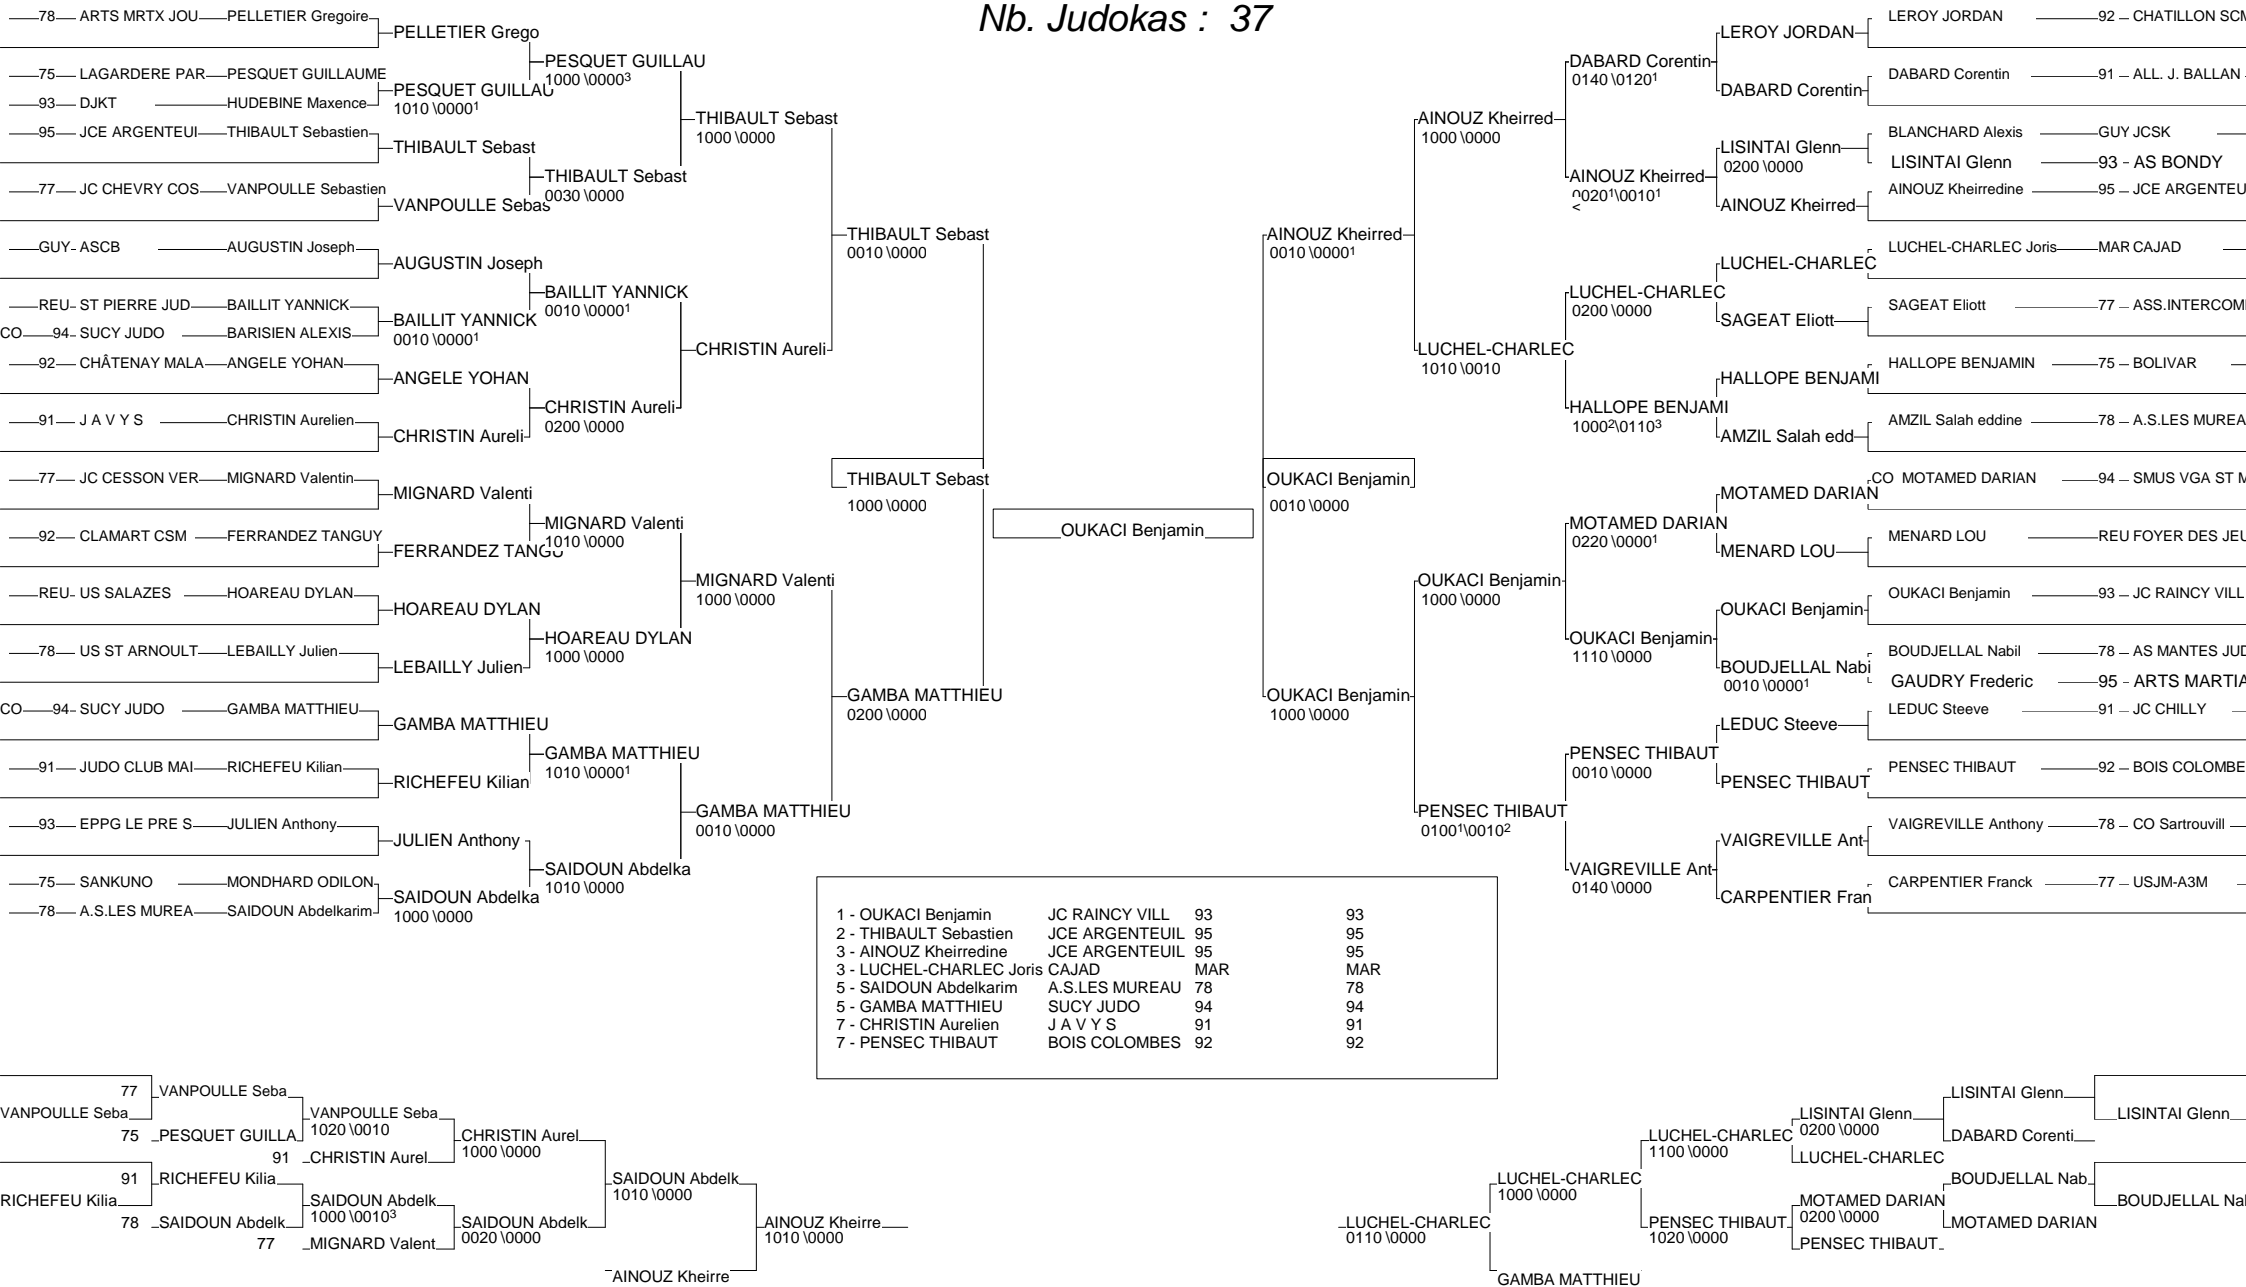 Nb. Judokas : 37
78 ARTS MRTX JOU PELLETIER Gregoire
75 LAGARDERE PAR PESQUET GUILLAUME
93 DJKT HUDEBINE Maxence
95 JCE ARGENTEUI THIBAULT Sebastien
77 JC CHEVRY COS VANPOULLE Sebastien
GUY- ASCB AUGUSTIN Joseph
REU- ST PIERRE JUD BAILLIT YANNICK
CO 94- SUCY JUDO BARISIEN ALEXIS
92 CHÂTENAY MALA ANGELE YOHAN
91 J A V Y S CHRISTIN Aurelien
77 JC CESSON VER MIGNARD Valentin
92 CLAMART CSM FERRANDEZ TANGUY
REU- US SALAZES HOAREAU DYLAN
78 US ST ARNOULT LEBAILLY Julien
CO 94- SUCY JUDO GAMBA MATTHIEU
91 JUDO CLUB MAI RICHEFEU Kilian
93 EPPG LE PRE S JULIEN Anthony
75 SANKUNO MONDHARD ODILON
78 A.S.LES MUREA SAIDOUN Abdelkarim
PELLETIER Grego
PESQUET GUILLAU
1010 \0000¹
THIBAULT Sebast
VANPOULLE Sebas
AUGUSTIN Joseph
BAILLIT YANNICK
0010 \0000¹
ANGELE YOHAN
CHRISTIN Aureli
MIGNARD Valenti
FERRANDEZ TANGU
HOAREAU DYLAN
LEBAILLY Julien
GAMBA MATTHIEU
RICHEFEU Kilian
JULIEN Anthony
SAIDOUN Abdelka
1000 \0000
PESQUET GUILLAU
1000 \0000³
THIBAULT Sebast
0030 \0000
BAILLIT YANNICK
0010 \0000¹
CHRISTIN Aureli
0200 \0000
MIGNARD Valenti
1010 \0000
HOAREAU DYLAN
1000 \0000
GAMBA MATTHIEU
1010 \0000¹
SAIDOUN Abdelka
1010 \0000
THIBAULT Sebast
1000 \0000
CHRISTIN Aureli
MIGNARD Valenti
1000 \0000
GAMBA MATTHIEU
0010 \0000
THIBAULT Sebast
0010 \0000
GAMBA MATTHIEU
0200 \0000
THIBAULT Sebast
1000 \0000
OUKACI Benjamin
OUKACI Benjamin
0010 \0000
AINOUZ Kheirred
0010 \0000¹
OUKACI Benjamin
1000 \0000
AINOUZ Kheirred
1000 \0000
LUCHEL-CHARLEC
1010 \0010
OUKACI Benjamin
1000 \0000
PENSEC THIBAUT
0100¹\0010²
DABARD Corentin
0140 \0120¹
AINOUZ Kheirred
0020¹\0010¹
<
LUCHEL-CHARLEC
0200 \0000
HALLOPE BENJAMI
1000²\0110³
MOTAMED DARIAN
0220 \0000¹
OUKACI Benjamin
1110 \0000
PENSEC THIBAUT
0010 \0000
VAIGREVILLE Ant
0140 \0000
LEROY JORDAN
DABARD Corentin
LISINTAI Glenn
0200 \0000
AINOUZ Kheirred
LUCHEL-CHARLEC
SAGEAT Eliott
HALLOPE BENJAMI
AMZIL Salah edd
MOTAMED DARIAN
MENARD LOU
OUKACI Benjamin
BOUDJELLAL Nabi
0010 \0000¹
LEDUC Steeve
PENSEC THIBAUT
VAIGREVILLE Ant
CARPENTIER Fran
LEROY JORDAN 92 – CHATILLON SCM
DABARD Corentin 91 – ALL. J. BALLAN
BLANCHARD Alexis GUY JCSK
LISINTAI Glenn 93 - AS BONDY
AINOUZ Kheirredine 95 – JCE ARGENTEU
LUCHEL-CHARLEC Joris MAR CAJAD
SAGEAT Eliott 77 – ASS.INTERCOM
HALLOPE BENJAMIN 75 – BOLIVAR
AMZIL Salah eddine 78 – A.S.LES MUREA
CO MOTAMED DARIAN 94 – SMUS VGA ST M
MENARD LOU REU FOYER DES JEU
OUKACI Benjamin 93 – JC RAINCY VILL
BOUDJELLAL Nabil 78 – AS MANTES JUD
GAUDRY Frederic 95 - ARTS MARTIA
LEDUC Steeve 91 – JC CHILLY
PENSEC THIBAUT 92 – BOIS COLOMBE
VAIGREVILLE Anthony 78 – CO Sartrouvill
CARPENTIER Franck 77 – USJM-A3M
1 - OUKACI Benjamin JC RAINCY VILL 93 93
2 - THIBAULT Sebastien JCE ARGENTEUIL 95 95
3 - AINOUZ Kheirredine JCE ARGENTEUIL 95 95
3 - LUCHEL-CHARLEC Joris CAJAD MAR MAR
5 - SAIDOUN Abdelkarim A.S.LES MUREAU 78 78
5 - GAMBA MATTHIEU SUCY JUDO 94 94
7 - CHRISTIN Aurelien J A V Y S 91 91
7 - PENSEC THIBAUT BOIS COLOMBES 92 92
VANPOULLE Seba
RICHEFEU Kilia
77 VANPOULLE Seba
75 PESQUET GUILLA
91 CHRISTIN Aurel
91 RICHEFEU Kilia
78 SAIDOUN Abdelk
77 MIGNARD Valent
VANPOULLE Seba
1020 \0010
SAIDOUN Abdelk
1000 \0010³
CHRISTIN Aurel
1000 \0000
SAIDOUN Abdelk
0020 \0000
SAIDOUN Abdelk
1010 \0000
AINOUZ Kheirre
AINOUZ Kheirre
1010 \0000
LUCHEL-CHARLEC
0110 \0000
LUCHEL-CHARLEC
1000 \0000
GAMBA MATTHIEU
LUCHEL-CHARLEC
1100 \0000
PENSEC THIBAUT
1020 \0000
LISINTAI Glenn
0200 \0000
LUCHEL-CHARLEC
MOTAMED DARIAN
0200 \0000
PENSEC THIBAUT
LISINTAI Glenn
DABARD Corenti
BOUDJELLAL Nab
MOTAMED DARIAN
LISINTAI Glenn
BOUDJELLAL Nab